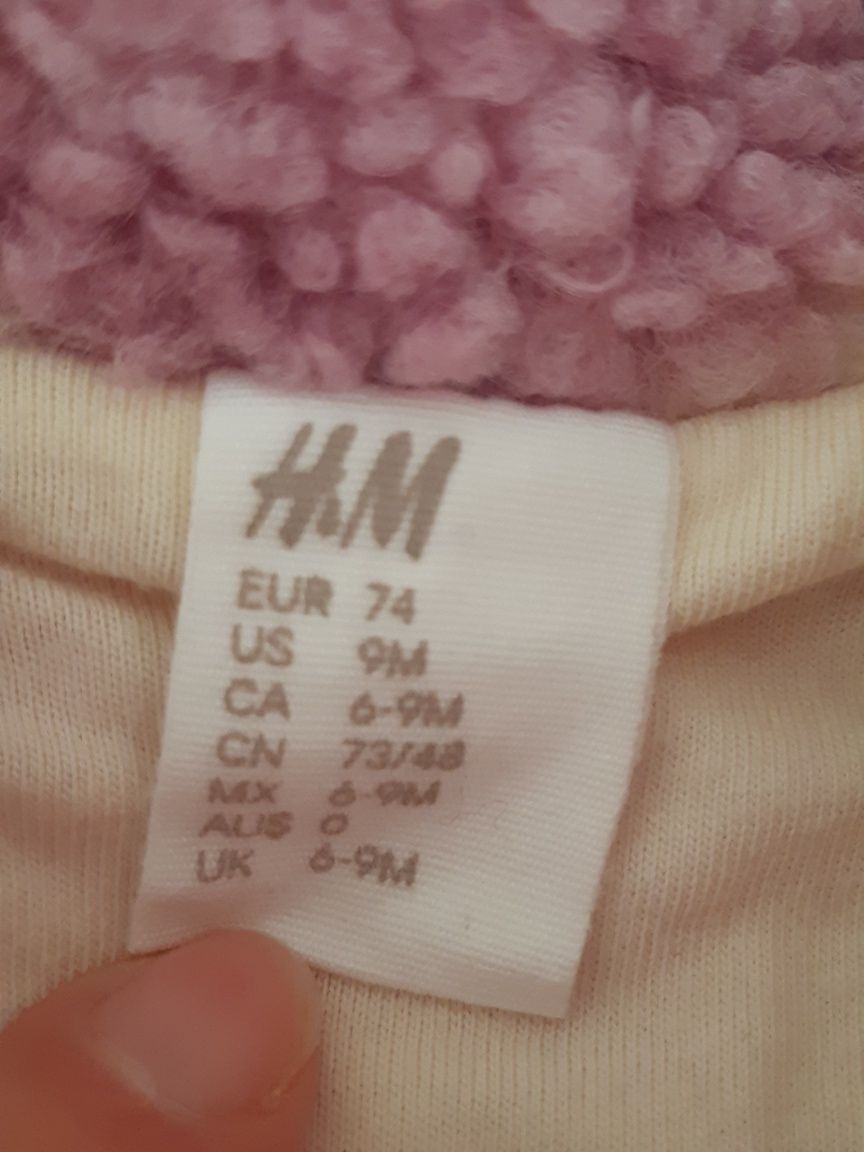 H&M
EUR 74
US 9M
CA 6-9M
CN 73/48
MX 6-9M
AUS 0
UK 6-9M